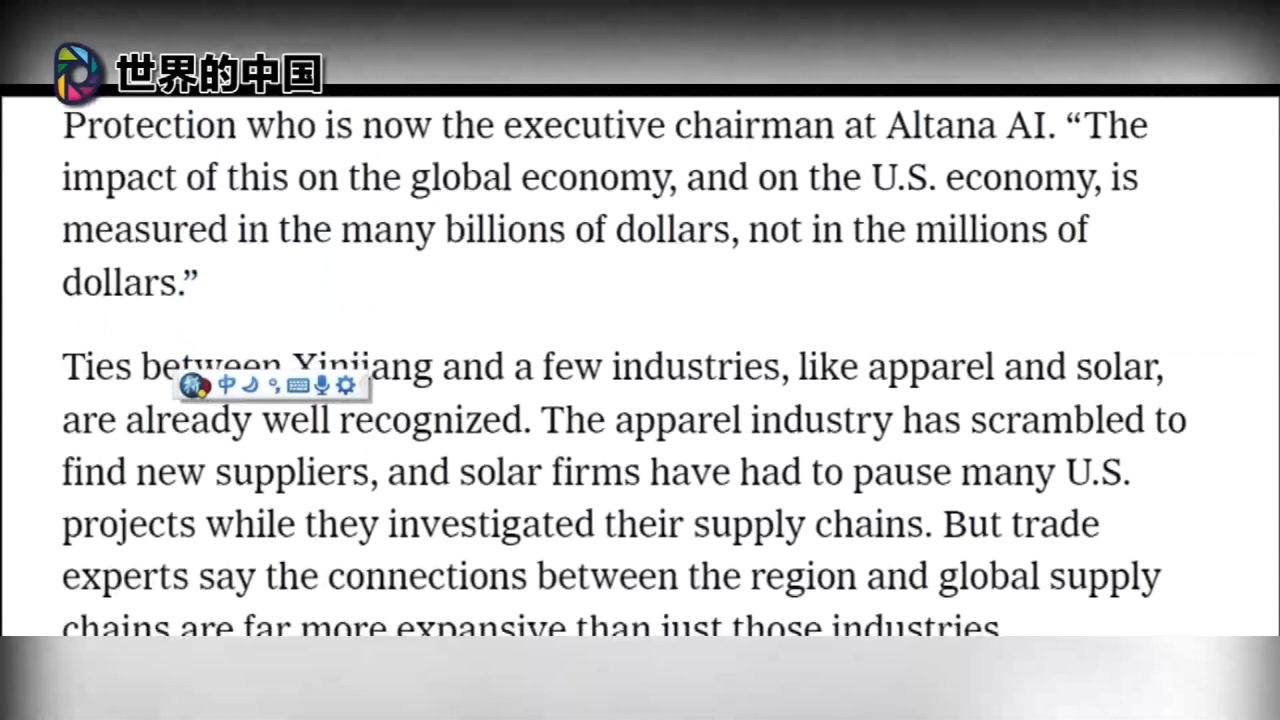 世界的中国
Protection who is now the executive chairman at Altana AI. “The
impact of this on the global economy, and on the U.S. economy, is
measured in the many billions of dollars, not in the millions of
dollars.”
Ties between Xinjiang and a few industries, like apparel and solar,
中
are already well recognized. The apparel industry has scrambled to
find new suppliers, and solar firms have had to pause many U.S.
projects while they investigated their supply chains. But trade
experts say the connections between the region and global supply
chains are far more expansive than just those industries.